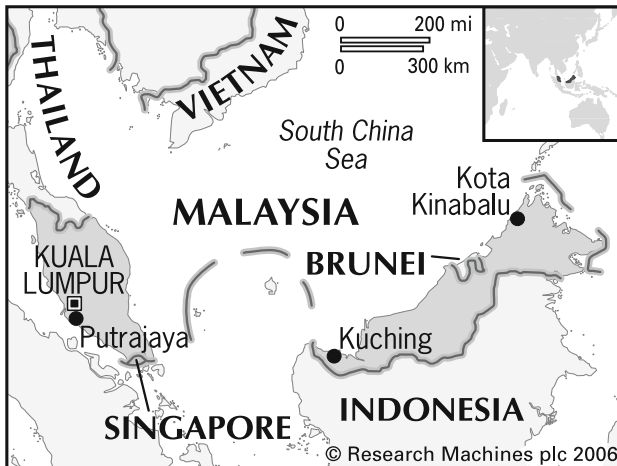 0 200 mi
0 300 km
THAILAND
VIETNAM
South China
Sea
Kota
Kinabalu
MALAYSIA
BRUNEI
KUALA
LUMPUR
Putrajaya
Kuching
SINGAPORE
INDONESIA
© Research Machines plc 2006